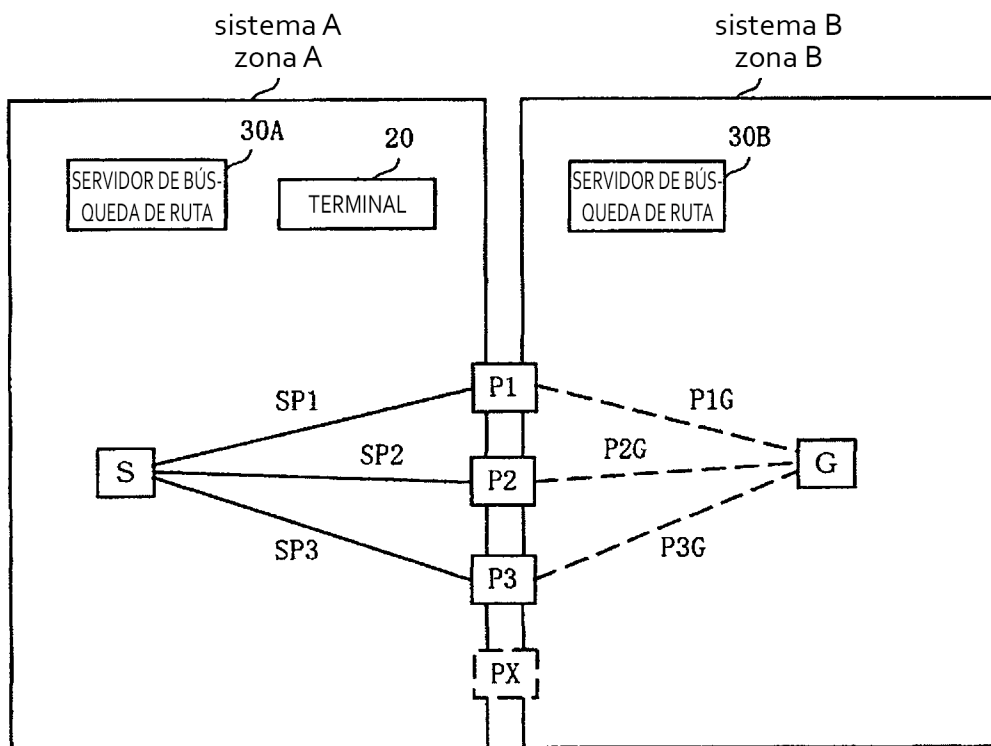 sistema A
zona A
sistema B
zona B
30A
20
30B
SERVIDOR DE BÚS-
QUEDA DE RUTA
TERMINAL
SERVIDOR DE BÚS-
QUEDA DE RUTA
P1
SP1
P1G
SP2
P2G
S
P2
G
SP3
P3G
P3
PX